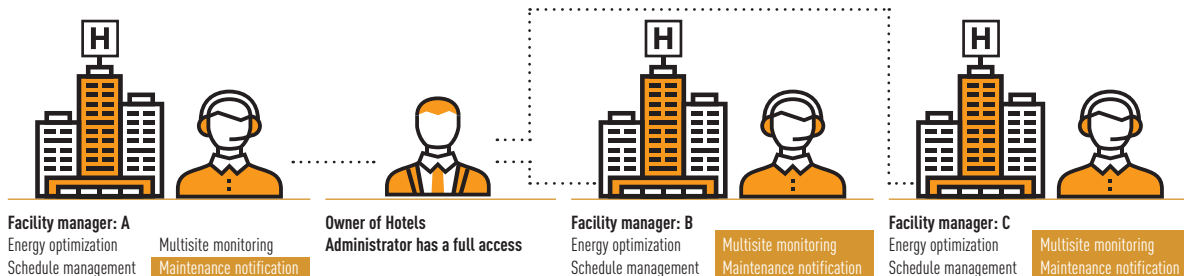 H
H
H
Facility manager: A
Energy optimization Multisite monitoring
Schedule management Maintenance notification
Owner of Hotels
Administrator has a full access
Facility manager: B
Energy optimization Multisite monitoring
Schedule management Maintenance notification
Facility manager: C
Energy optimization Multisite monitoring
Schedule management Maintenance notification